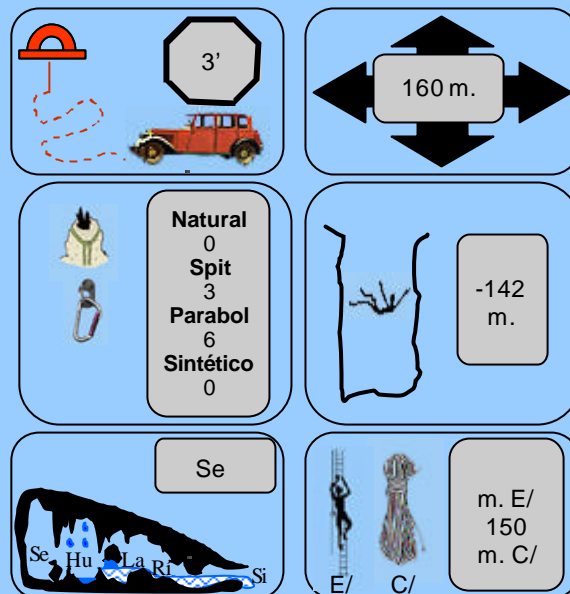 3’
160 m.
Natural
0
Spit
3
Parabol
6
Sintético
0
-142
m.
Se
Se
Hu
La
Ri
Si
m. E/
150
m. C/
E/
C/